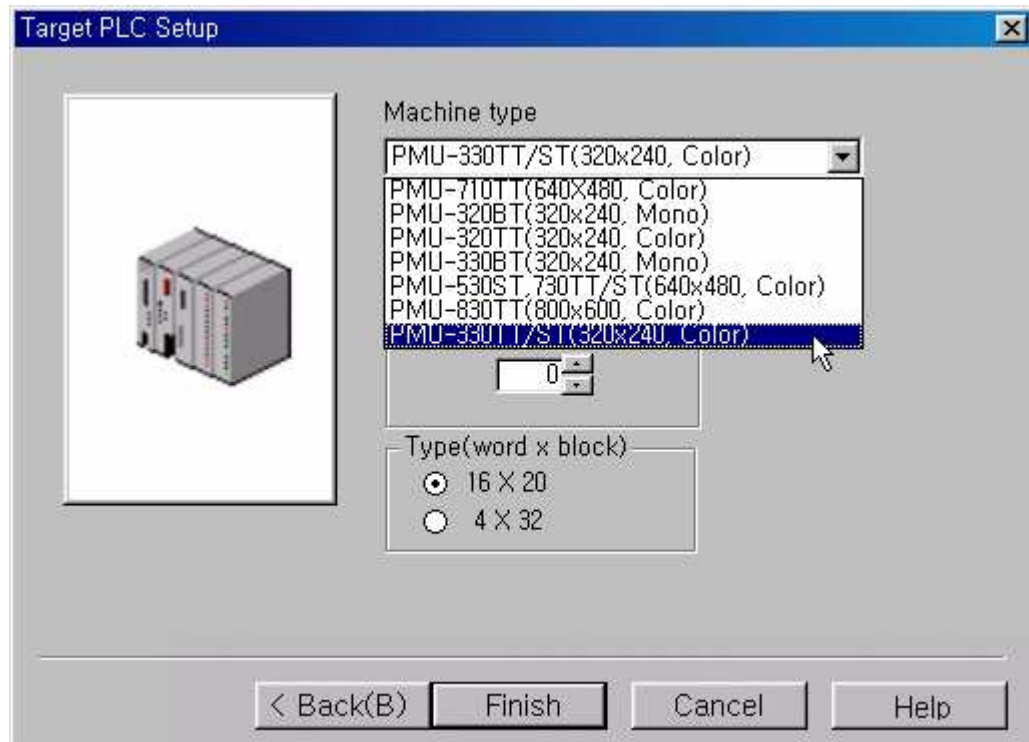 Target PLC Setup
Machine type
PMU-330TT/ST(320x240, Color)
PMU-710TT(640X480, Color)
PMU-320BT(320x240, Mono)
PMU-320TT(320x240, Color)
PMU-330BT(320x240, Mono)
PMU-530ST,730TT/ST(640x480, Color)
PMU-830TT(800x600, Color)
PMU-330TT/ST(320x240, Color)
0
Type(word x block)
16 X 20
4 X 32
< Back(B)
Finish
Cancel
Help